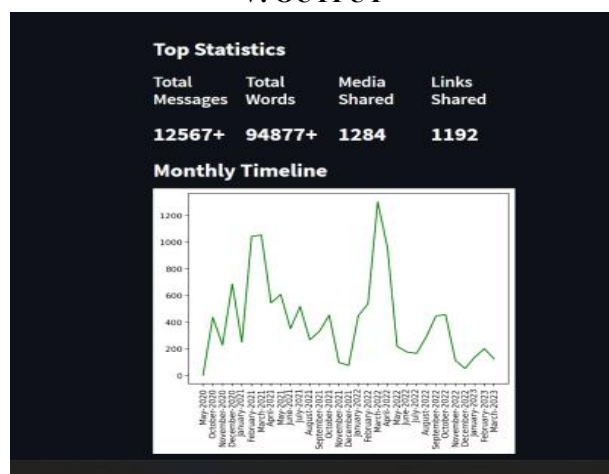 Top Statistics
Total Total Media Links
Messages Words Shared Shared
12567+ 94877+ 1284 1192
Monthly Timeline
1200
1000
800
600
400
200
0
May-2020
October-2020
November-2020
December-2020
January-2021
February-2021
March-2021
April-2021
May-2021
June-2021
July-2021
August-2021
September-2021
October-2021
November-2021
December-2021
January-2022
February-2022
March-2022
April-2022
May-2022
June-2022
July-2022
August-2022
September-2022
October-2022
November-2022
December-2022
January-2023
February-2023
March-2023